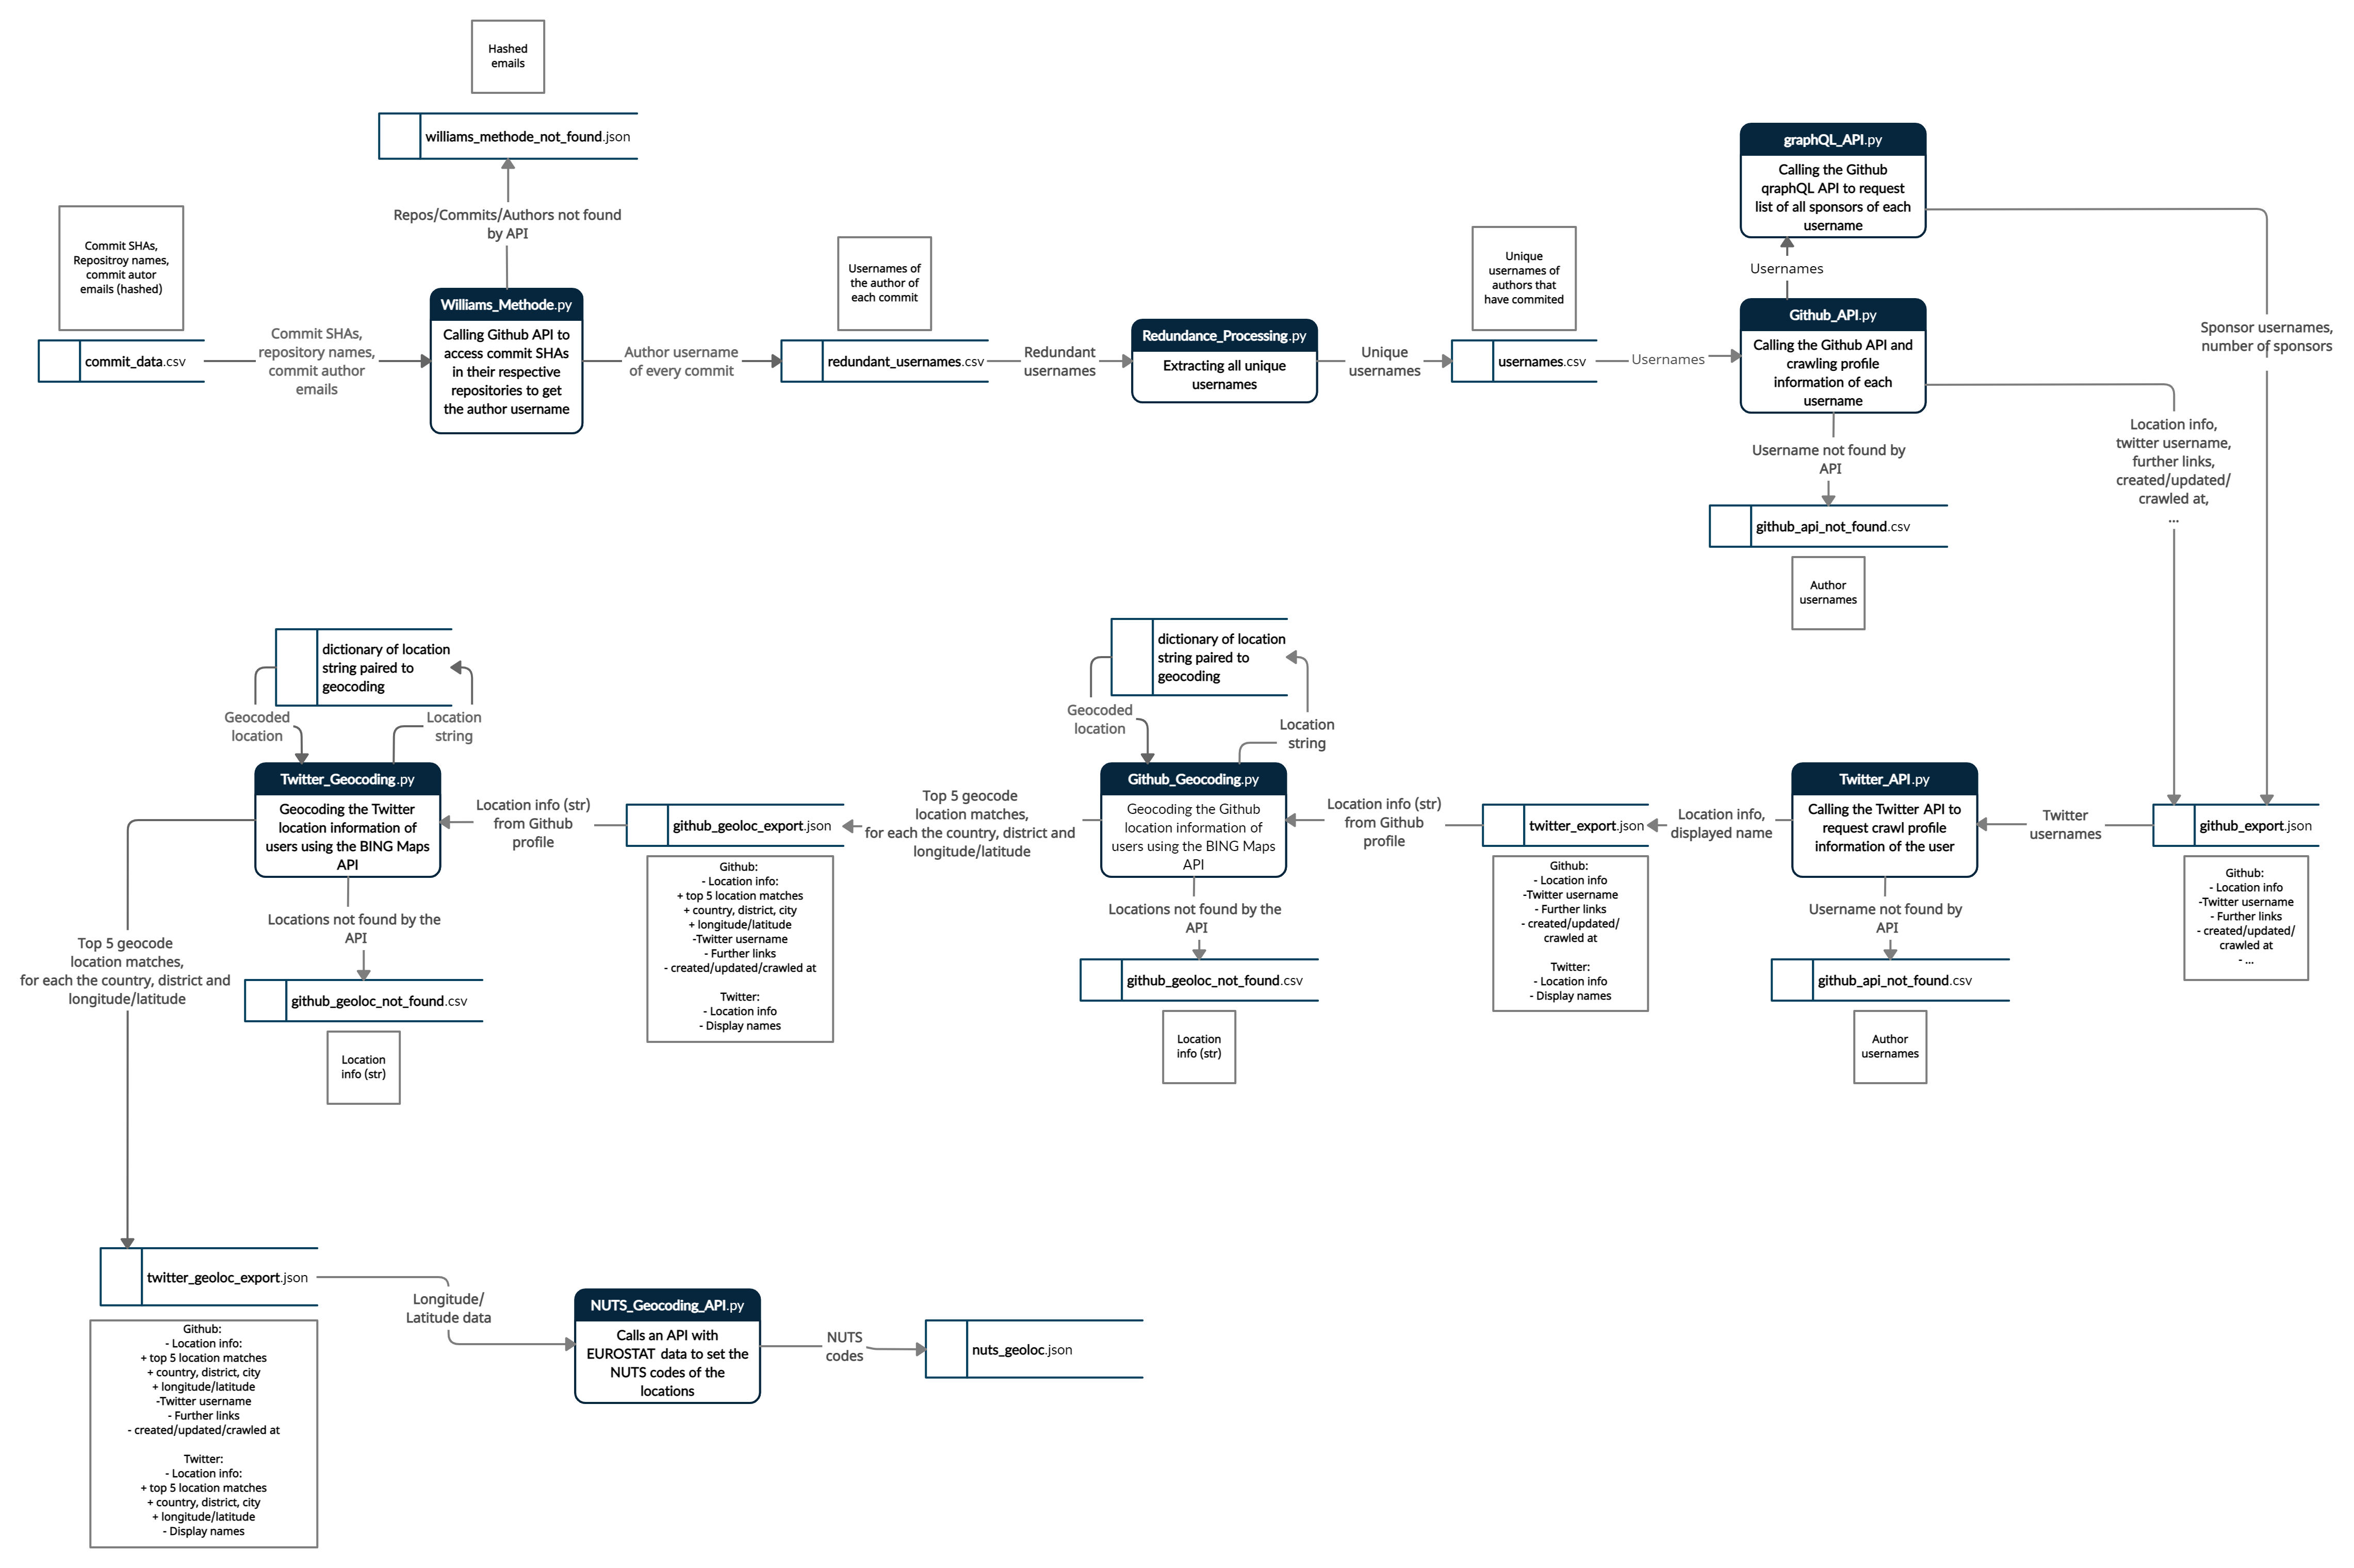 Hashed
emails
williams_methode_not_found.json
Repos/Commits/Authors not found
by API
Commit SHAs,
Repositroy names,
commit autor
emails (hashed)
commit_data.csv
Commit SHAs,
repository names,
commit author
emails
Williams_Methode.py
Calling Github API to
access commit SHAs
in their respective
repositories to get
the author username
Author username
of every commit
Usernames of
the author of
each commit
redundant_usernames.csv
Redundant
usernames
Redundance_Processing.py
Extracting all unique
usernames
Unique
usernames
Unique
usernames of
authors that
have commited
usernames.csv
Usernames
graphQL_API.py
Calling the Github
qraphQL API to request
list of all sponsors of each
username
Usernames
Github_API.py
Calling the Github API and
crawling profile
information of each
username
Sponsor usernames,
number of sponsors
Location info,
twitter username,
further links,
created/updated/
crawled at,
...
Username not found by
API
github_api_not_found.csv
Author
usernames
dictionary of location
string paired to
geocoding
Geocoded
location
Location
string
Twitter_Geocoding.py
Geocoding the Twitter
location information of
users using the BING Maps
API
Location info (str)
from Github
profile
github_geoloc_export.json
Github:
- Location info:
+ top 5 location matches
+ country, district, city
+ longitude/latitude
-Twitter username
- Further links
- created/updated/crawled at
Twitter:
- Location info
- Display names
Top 5 geocode
location matches,
for each the country, district and
longitude/latitude
dictionary of location
string paired to
geocoding
Geocoded
location
Location
string
Github_Geocoding.py
Geocoding the Github
location information of
users using the BING Maps
API
Location info (str)
from Github
profile
twitter_export.json
Github:
- Location info
-Twitter username
- Further links
- created/updated/
crawled at
Twitter:
- Location info
- Display names
Location info,
displayed name
Twitter_API.py
Calling the Twitter API to
request crawl profile
information of the user
Twitter
usernames
github_export.json
Github:
- Location info
-Twitter username
- Further links
- created/updated/
crawled at
- ...
Locations not found by the
API
github_geoloc_not_found.csv
Location
info (str)
Locations not found by the
API
github_geoloc_not_found.csv
Location
info (str)
Username not found by
API
github_api_not_found.csv
Author
usernames
Top 5 geocode
location matches,
for each the country, district and
longitude/latitude
twitter_geoloc_export.json
Github:
- Location info:
+ top 5 location matches
+ country, district, city
+ longitude/latitude
-Twitter username
- Further links
- created/updated/crawled at
Twitter:
- Location info:
+ top 5 location matches
+ country, district, city
+ longitude/latitude
- Display names
Longitude/
Latitude data
NUTS_Geocoding_API.py
Calls an API with
EUROSTAT data to set the
NUTS codes of the
locations
NUTS
codes
nuts_geoloc.json